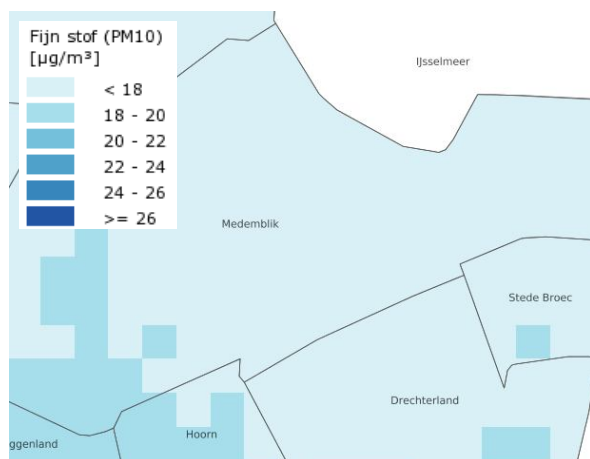 Fijn stof (PM10)
[µg/m³]
< 18
18 - 20
20 - 22
22 - 24
24 - 26
>= 26
IJsselmeer
Medemblik
Stede Broec
Drechterland
Hoorn
ggenland